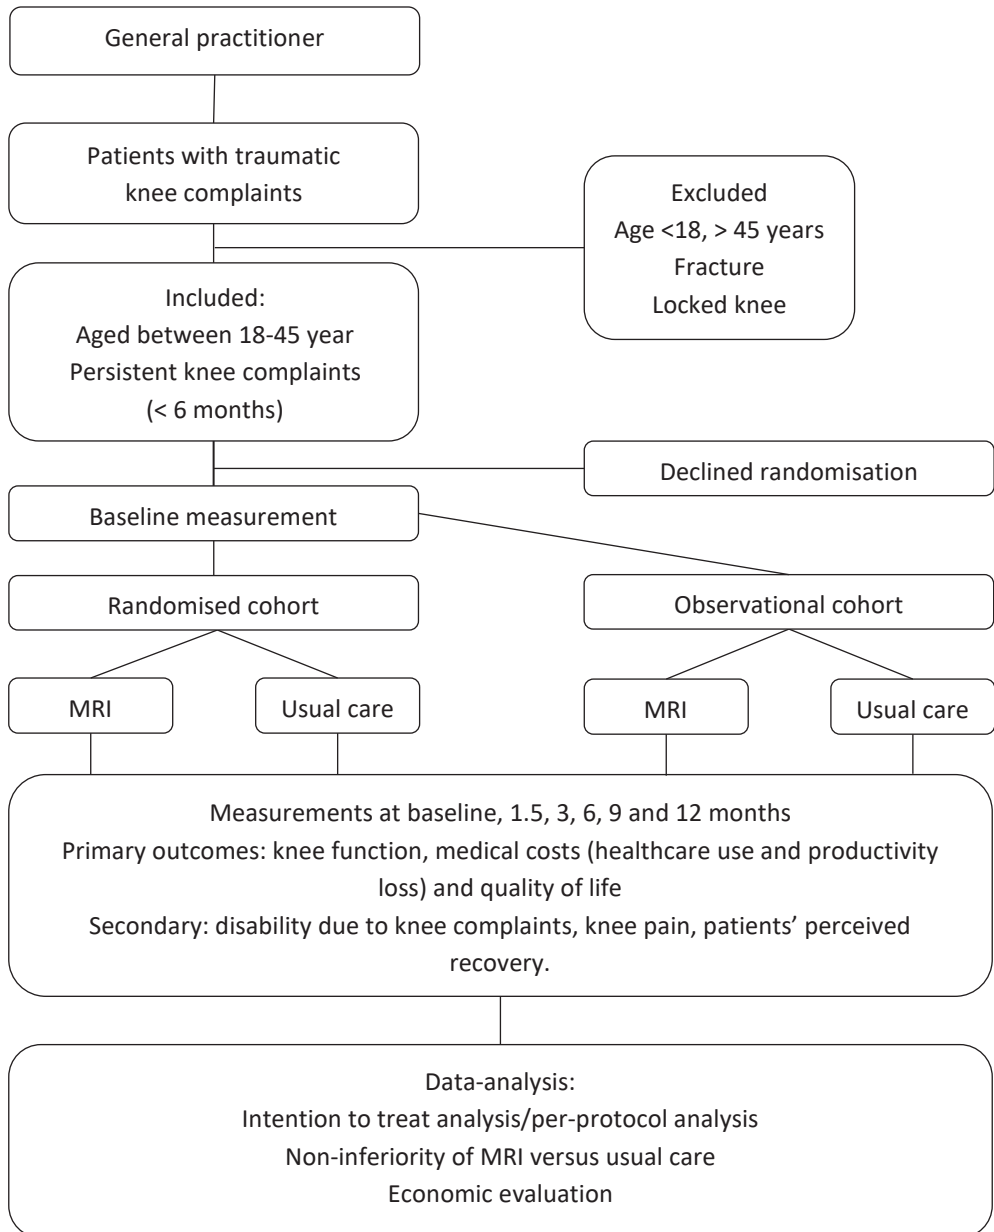 General practitioner
Patients with traumatic
knee complaints
Excluded
Age <18, > 45 years
Fracture
Locked knee
Included:
Aged between 18-45 year
Persistent knee complaints
(< 6 months)
Declined randomisation
Baseline measurement
Randomised cohort
Observational cohort
MRI
Usual care
MRI
Usual care
Measurements at baseline, 1.5, 3, 6, 9 and 12 months
Primary outcomes: knee function, medical costs (healthcare use and productivity
loss) and quality of life
Secondary: disability due to knee complaints, knee pain, patients’ perceived
recovery.
Data-analysis:
Intention to treat analysis/per-protocol analysis
Non-inferiority of MRI versus usual care
Economic evaluation